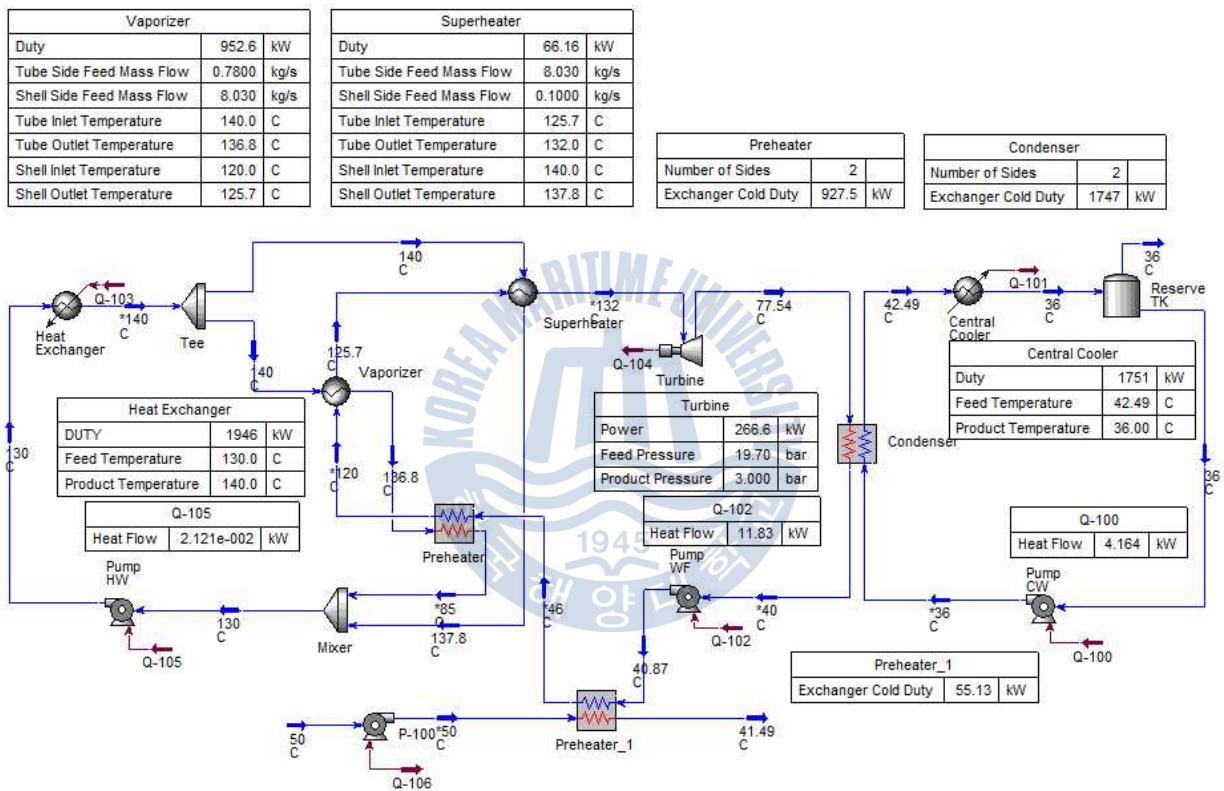 Vaporizer
Duty 952.6 kW
Tube Side Feed Mass Flow 0.7800 kg/s
Shell Side Feed Mass Flow 8.030 kg/s
Tube Inlet Temperature 140.0 C
Tube Outlet Temperature 136.8 C
Shell Inlet Temperature 120.0 C
Shell Outlet Temperature 125.7 C
Superheater
Duty 66.16 kW
Tube Side Feed Mass Flow 8.030 kg/s
Shell Side Feed Mass Flow 0.1000 kg/s
Tube Inlet Temperature 125.7 C
Tube Outlet Temperature 132.0 C
Shell Inlet Temperature 140.0 C
Shell Outlet Temperature 137.8 C
Preheater
Number of Sides 2
Exchanger Cold Duty 927.5 kW
Condenser
Number of Sides 2
Exchanger Cold Duty 1747 kW
140
C
Q-103
*140
C
Heat
Exchanger
Tee
140
C
125.7
C
Vaporizer
Superheater
*132
C
77.54
C
Q-104
Turbine
42.49
C
Q-101
Central
Cooler
36
C
36
C
Reserve
TK
Central Cooler
Duty 1751 kW
Feed Temperature 42.49 C
Product Temperature 36.00 C
Heat Exchanger
DUTY 1946 kW
Feed Temperature 130.0 C
Product Temperature 140.0 C
Turbine
Power 266.6 kW
Feed Pressure 19.70 bar
Product Pressure 3.000 bar
Condenser
130
C
*120
C
136.8
C
36
C
Q-105
Heat Flow 2.121e-002 kW
Q-102
Heat Flow 11.83 kW
Q-100
Heat Flow 4.164 kW
Preheater
Pump
HW
130
C
Q-105
Mixer
*85
C
137.8
C
*46
C
Pump
WF
*40
C
Q-102
40.87
C
Pump
CW
*36
C
Q-100
Preheater_1
Exchanger Cold Duty 55.13 kW
50
C
P-100
*50
C
Q-106
Preheater_1
41.49
C
KOREA MARITIME UNIVERSITY
1945